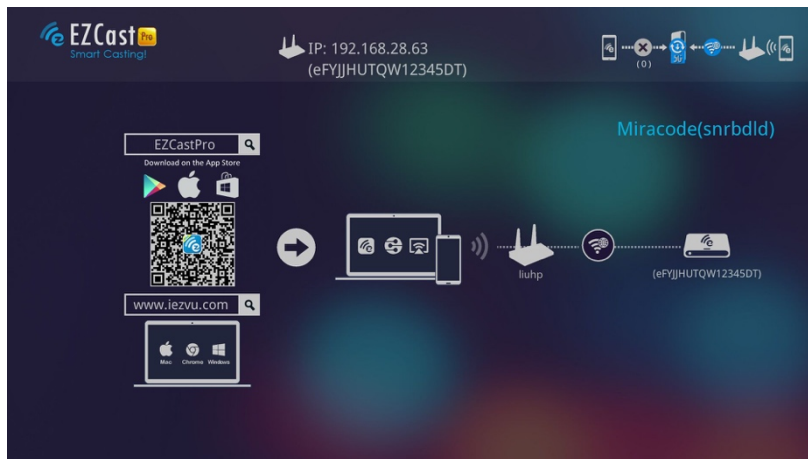 EZCast Pro
Smart Casting!
IP: 192.168.28.63
(eFYJJHUTQW12345DT)
(0)
5G
Miracode(snrbdld)
EZCastPro
Download on the App Store
www.iezvu.com
Mac Chrome Windows
liuhp
(eFYJJHUTQW12345DT)